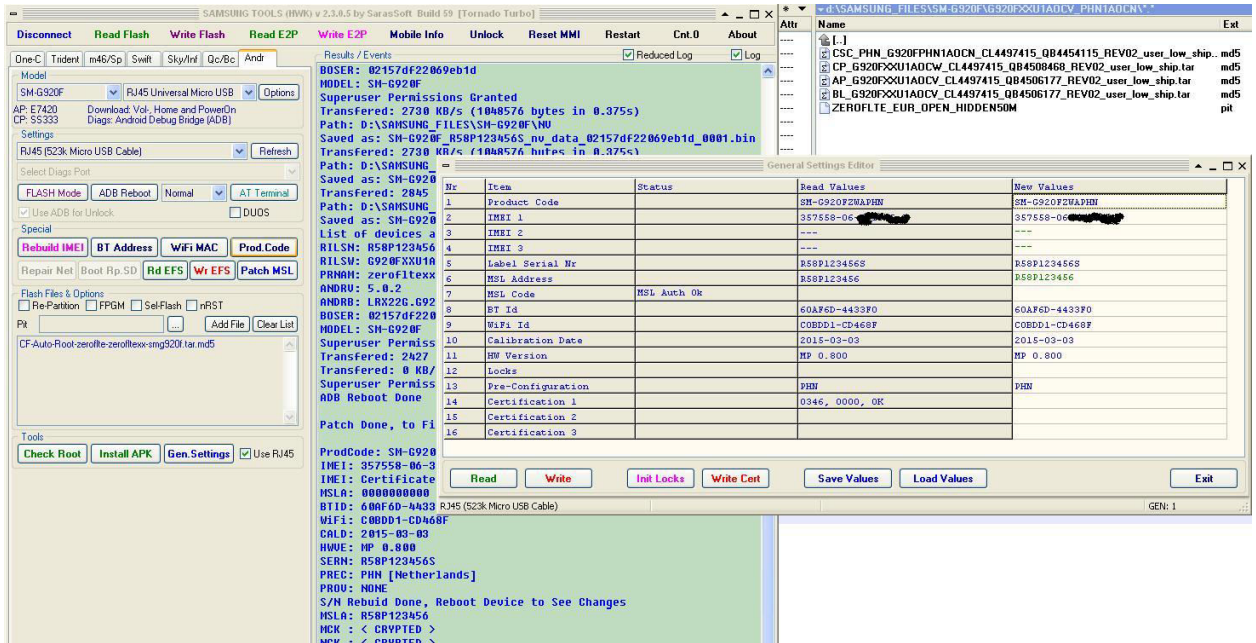 SAMSUNG TOOLS (HWK) v 2.3.0.5 by SarasSoft Build 59 [Tornado Turbo]
Disconnect Read Flash Write Flash Read E2P Write E2P Mobile Info Unlock Reset MMI Restart Cnt.0 About
One-C Trident m46/Sp Swift Sky/Inf Qc/Bc Andr
Model
SM-G920F RJ45 Universal Micro USB Options
AP: E7420 Download: Vol-, Home and PowerOn
CP: SS333 Diags: Android Debug Bridge (ADB)
Settings
RJ45 (523k Micro USB Cable) Refresh
Select Diags Port
FLASH Mode ADB Reboot Normal AT Terminal
Use ADB for Unlock DUOS
Special
Rebuild IMEI BT Address WiFi MAC Prod.Code
Repair Net Boot Rp.SD Rd EFS Wr EFS Patch MSL
Flash Files & Options
Re-Partition FPGM Sel-Flash nRST
Pit ... Add File Clear List
CF-Auto-Root-zeroflte-zerofltexx-smg920f.tar.md5
Tools
Check Root Install APK Gen.Settings Use RJ45
Results / Events Reduced Log Log
BOSER: 02157df22069eb1d
MODEL: SM-G920F
Superuser Permissions Granted
Transfered: 2730 KB/s (1048576 bytes in 0.375s)
Path: D:\SAMSUNG_FILES\SM-G920F\NV
Saved as: SM-G920F_R58P123456S_nv_data_02157df22069eb1d_0001.bin
Transfered: 2730 KB/s (1048576 bytes in 0.375s)
Path: D:\SAMSUNG_
Saved as: SM-G920
Transfered: 2845
Path: D:\SAMSUNG_
Saved as: SM-G920
List of devices a
RILSN: R58P123456
RILSV: G920FXXU1A
PRNAM: zerofltexx
ANDRV: 5.0.2
ANDRB: LRX22G.G92
BOSER: 02157df220
MODEL: SM-G920F
Superuser Permiss
Transfered: 2427
Transfered: 0 KB/
Superuser Permiss
ADB Reboot Done
Patch Done, to Fi
ProdCode: SM-G920
IMEI: 357558-06-3
IMEI: Certificate
MSLA: 0000000000
BTID: 60AF6D-4433
WiFi: C0BDD1-CD468F
CALD: 2015-03-03
HWVE: MP 0.800
SERN: R58P123456S
PREC: PHN [Netherlands]
PROV: NONE
S/N Rebuid Done, Reboot Device to See Changes
MSLA: R58P123456
MCK : < CRYPTED >
NCK : < CRYPTED >
d:\SAMSUNG_FILES\SM-G920F\G920FXXU1AOCV_PHN1AOCN\*.*
Attr Name Ext
[..]
CSC_PHN_G920FPHN1AOCN_CL4497415_QB4454115_REV02_user_low_ship.. md5
CP_G920FXXU1AOCW_CL4497415_QB4508468_REV02_user_low_ship.tar md5
AP_G920FXXU1AOCV_CL4497415_QB4506177_REV02_user_low_ship.tar md5
BL_G920FXXU1AOCV_CL4497415_QB4506177_REV02_user_low_ship.tar md5
ZEROFLTE_EUR_OPEN_HIDDEN50M pit
General Settings Editor
Nr Item Status Read Values New Values
1 Product Code SM-G920FZWAPHN SM-G920FZWAPHN
2 IMEI 1 357558-06- 357558-06
3 IMEI 2 --- ---
4 IMEI 3 --- ---
5 Label Serial Nr R58P123456S R58P123456S
6 MSL Address R58P123456 R58P123456
7 MSL Code MSL Auth Ok
8 BT Id 60AF6D-4433F0 60AF6D-4433F0
9 WiFi Id C0BDD1-CD468F C0BDD1-CD468F
10 Calibration Date 2015-03-03 2015-03-03
11 HW Version MP 0.800 MP 0.800
12 Locks
13 Pre-Configuration PHN PHN
14 Certification 1 0346, 0000, OK
15 Certification 2
16 Certification 3
Read Write Init Locks Write Cert Save Values Load Values Exit
RJ45 (523k Micro USB Cable) GEN: 1